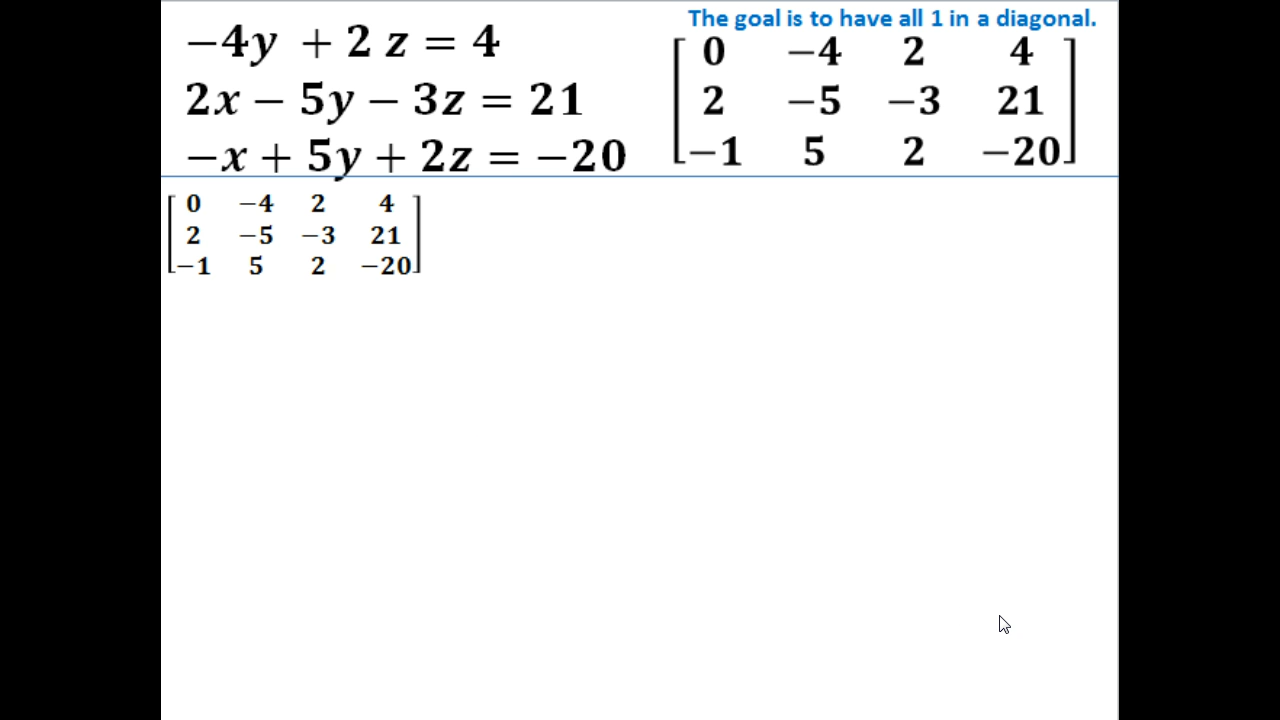 The goal is to have all 1 in a diagonal.
−4y + 2 z = 4
2x − 5y − 3z = 21
−x + 5y + 2z = −20
0 −4 2 4
2 −5 −3 21
−1 5 2 −20
0 −4 2 4
2 −5 −3 21
−1 5 2 −20